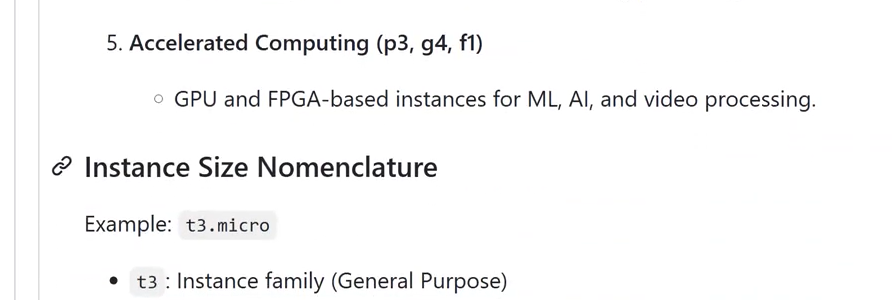 5. Accelerated Computing (p3, g4, f1)
○ GPU and FPGA-based instances for ML, AI, and video processing.
Instance Size Nomenclature
Example: t3.micro
• t3: Instance family (General Purpose)